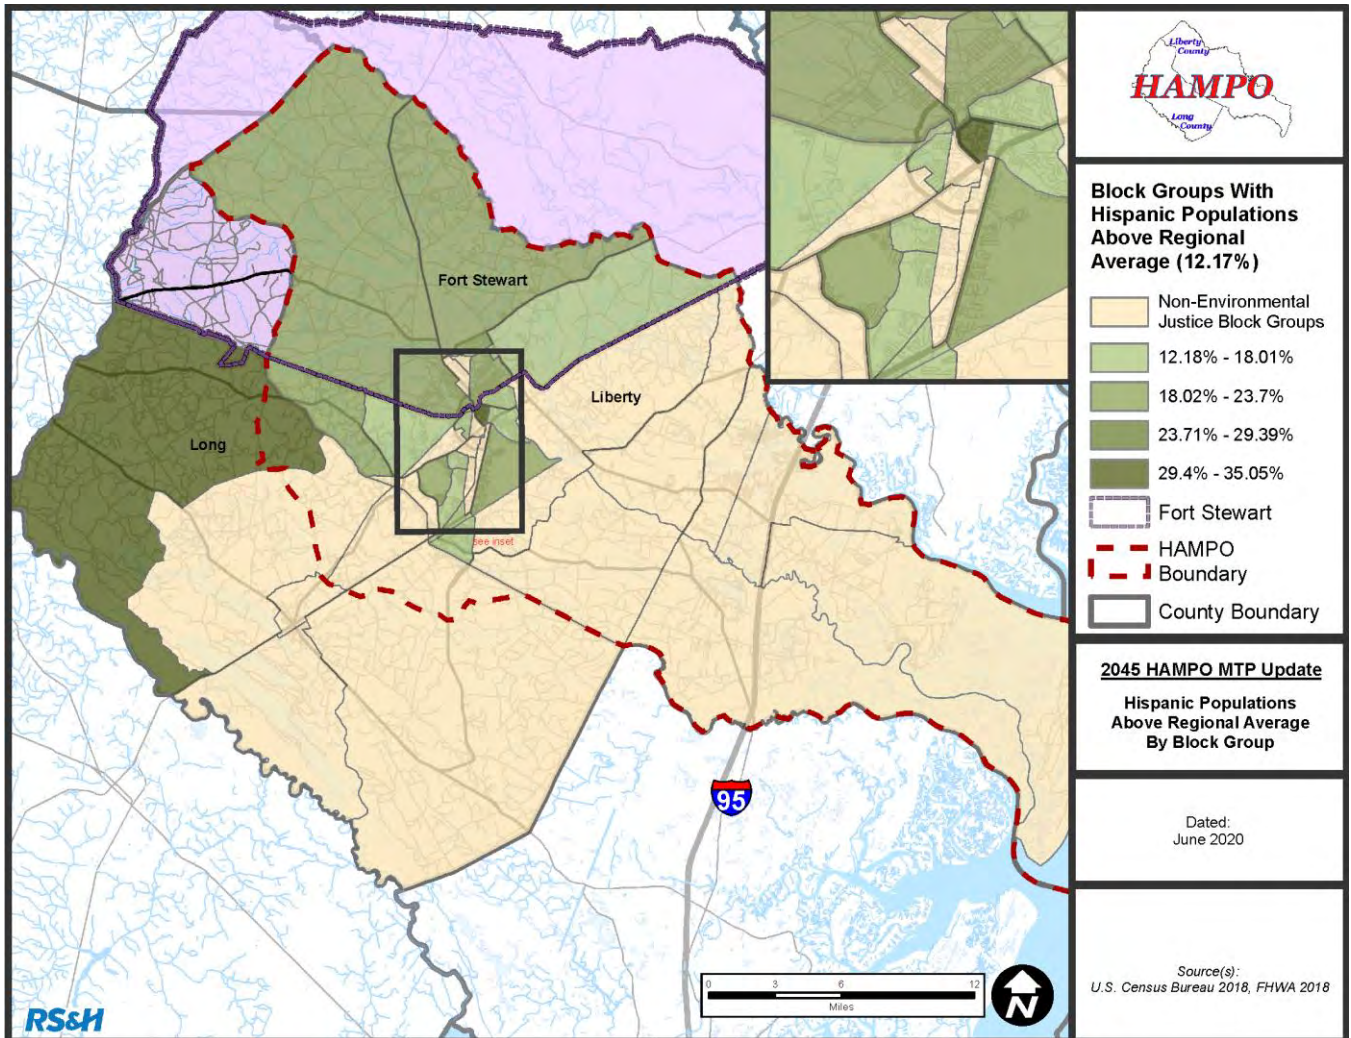 Fort Stewart
Liberty
Long
see inset
95
0 3 6 12
Miles
N
RS&H
Liberty
County
HAMPO
Long
County
Block Groups With
Hispanic Populations
Above Regional
Average (12.17%)
Non-Environmental
Justice Block Groups
12.18% - 18.01%
18.02% - 23.7%
23.71% - 29.39%
29.4% - 35.05%
Fort Stewart
HAMPO
Boundary
County Boundary
2045 HAMPO MTP Update
Hispanic Populations
Above Regional Average
By Block Group
Dated:
June 2020
Source(s):
U.S. Census Bureau 2018, FHWA 2018